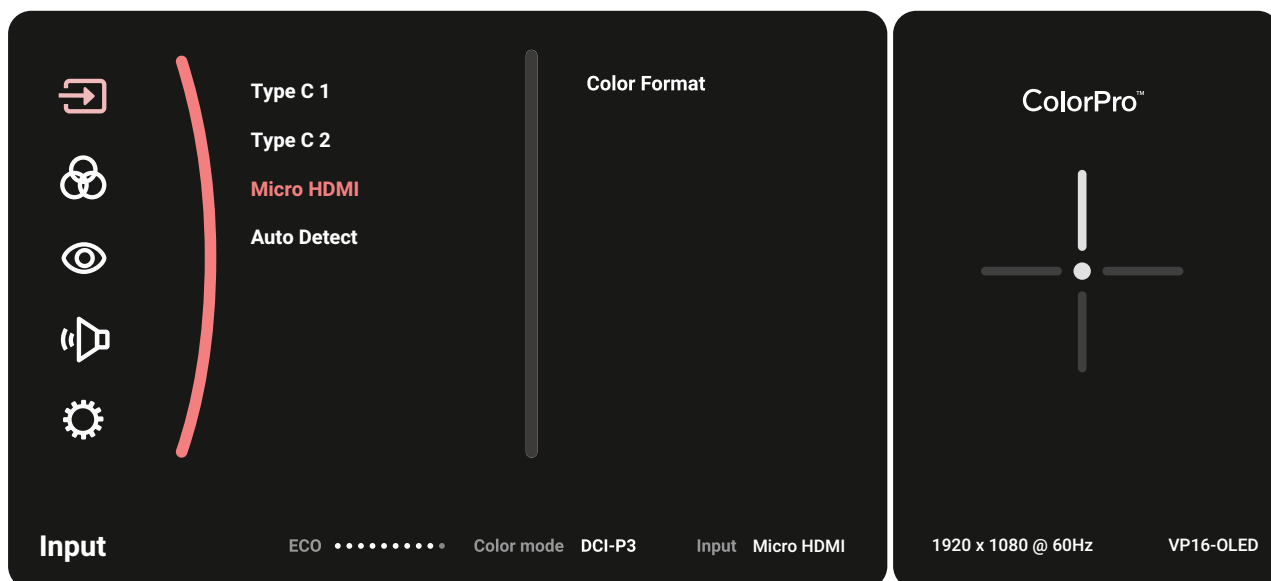 Type C 1
Type C 2
Micro HDMI
Auto Detect
Color Format
Input
ECO
Color mode DCI-P3
Input Micro HDMI
ColorPro™
1920 x 1080 @ 60Hz
VP16-OLED